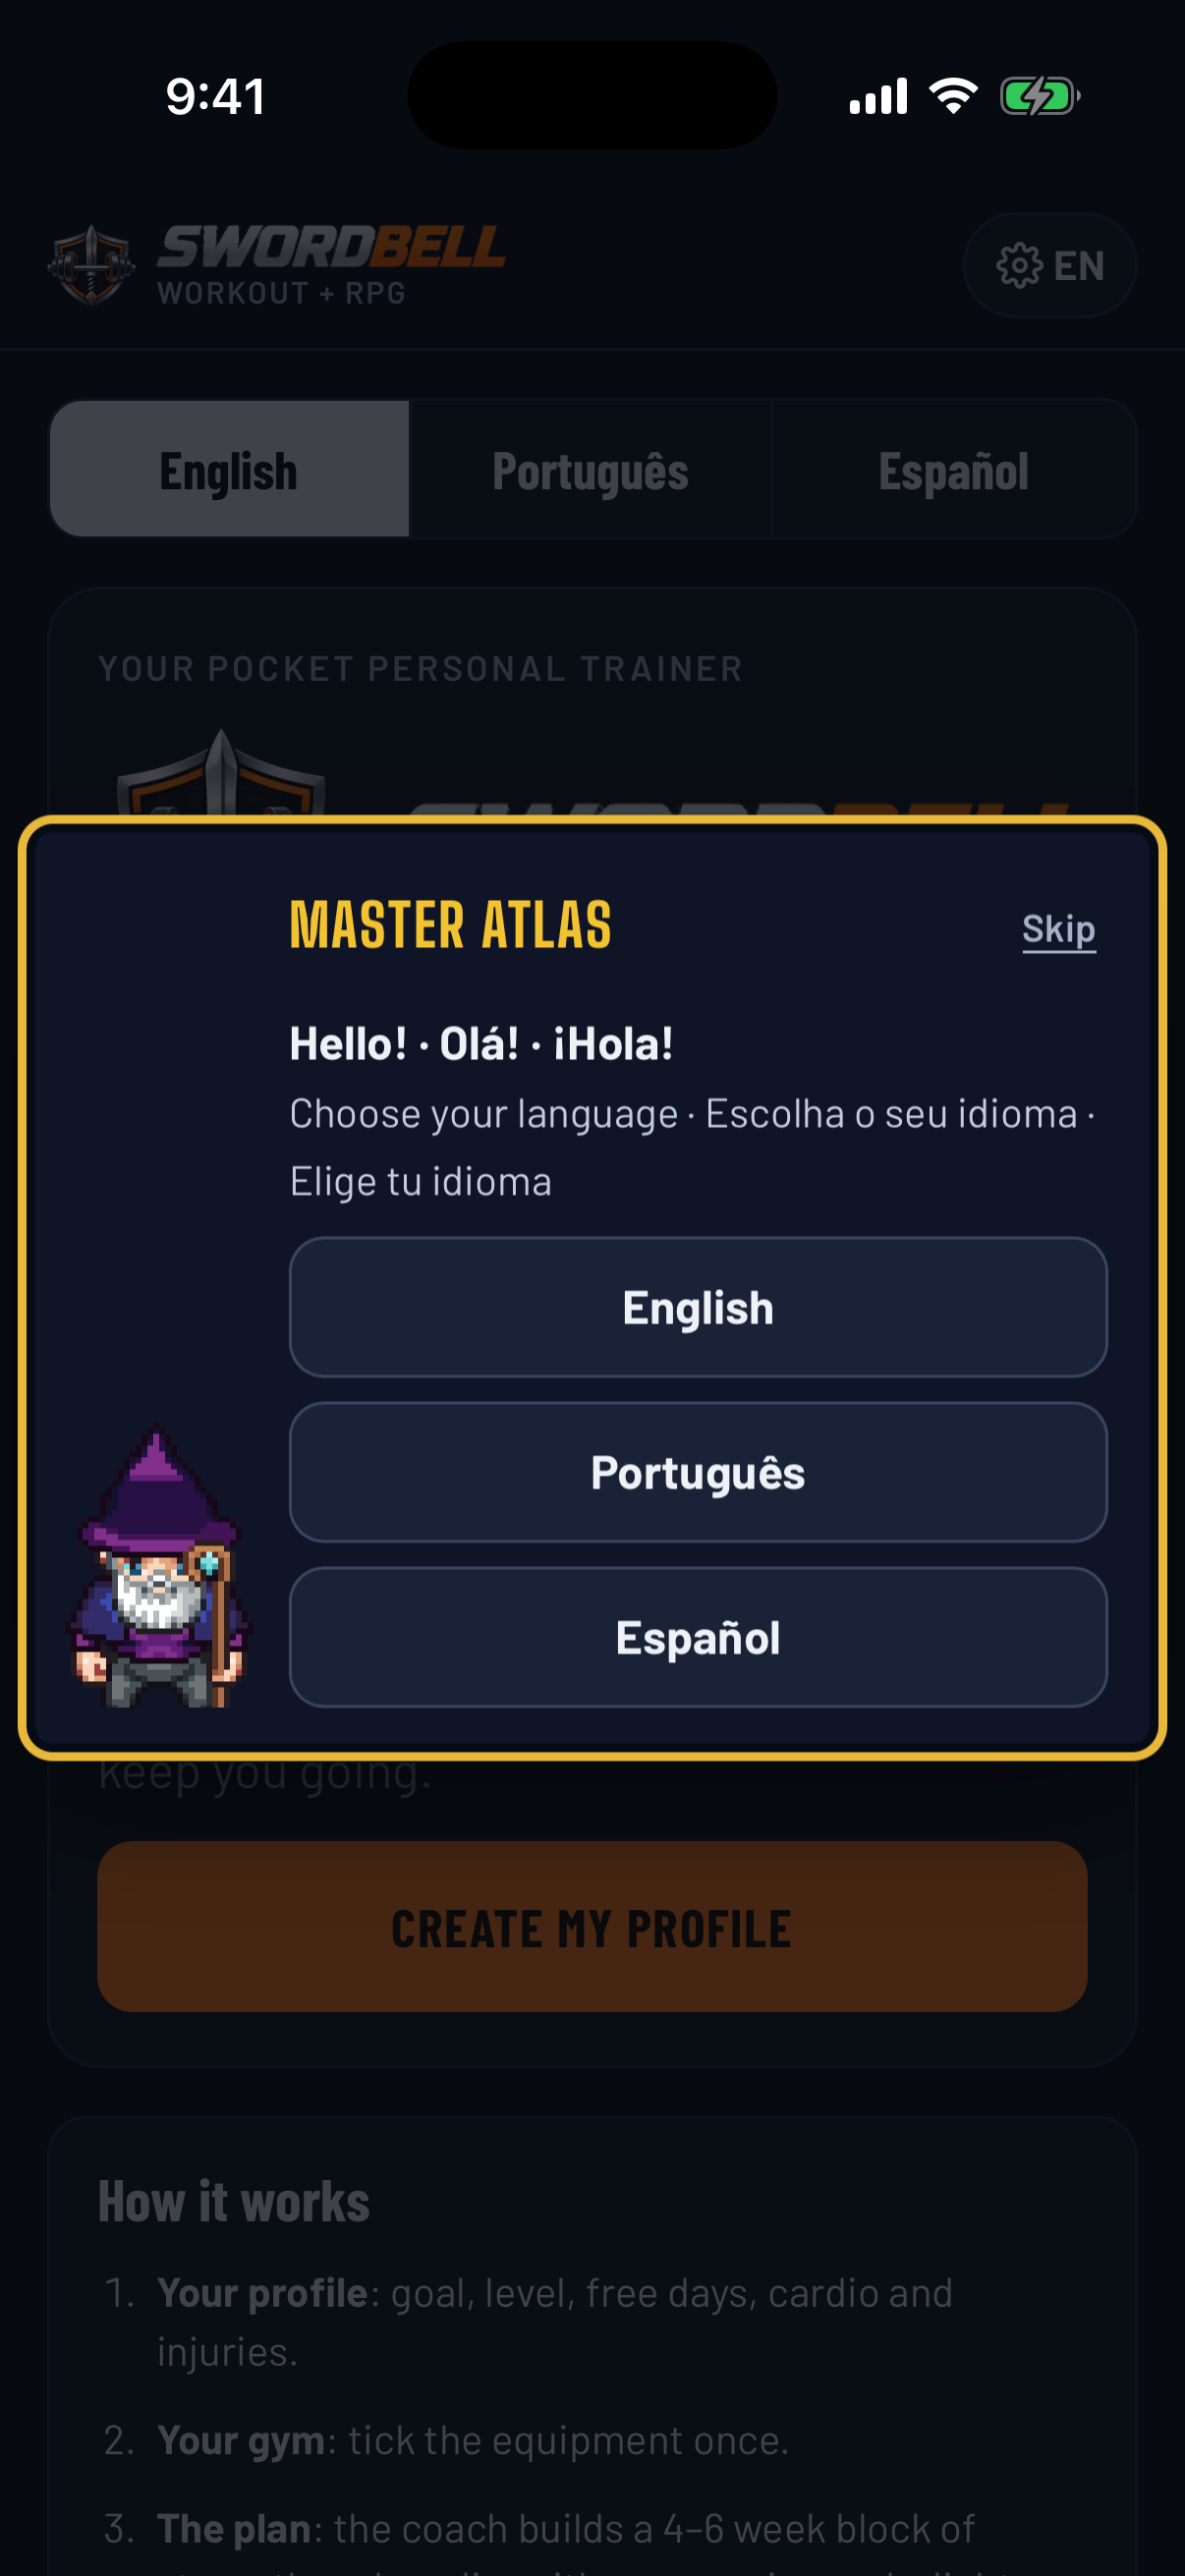 9:41
SWORDBELL
WORKOUT + RPG
EN
English
Português
Español
YOUR POCKET PERSONAL TRAINER
MASTER ATLAS
Skip
Hello! · Olá! · ¡Hola!
Choose your language · Escolha o seu idioma ·
Elige tu idioma
English
Português
Español
keep you going.
CREATE MY PROFILE
How it works
1. Your profile: goal, level, free days, cardio and
injuries.
2. Your gym: tick the equipment once.
3. The plan: the coach builds a 4–6 week block of